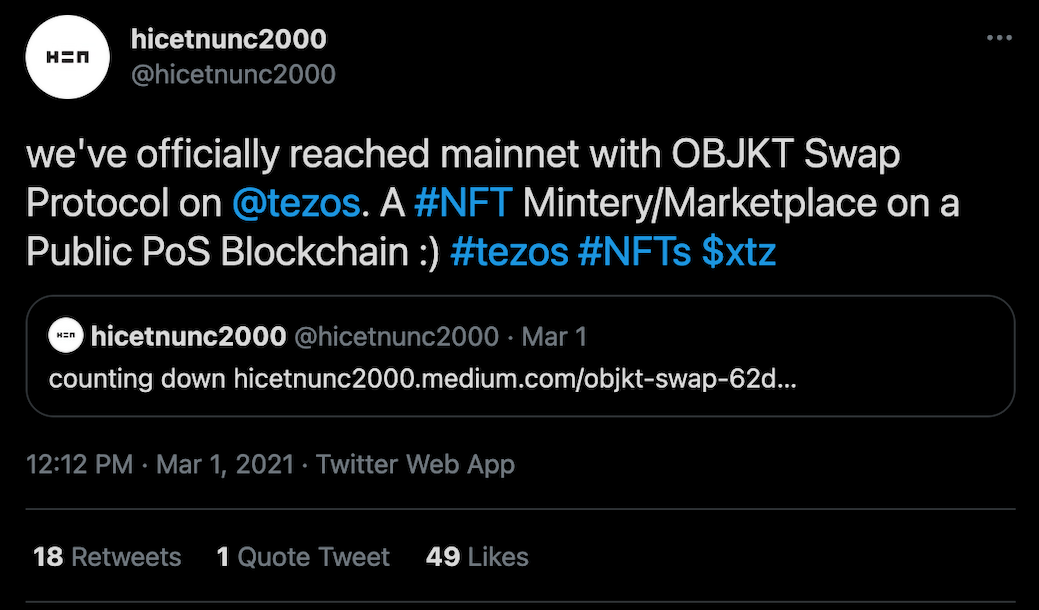 H=N
hicetnunc2000
@hicetnunc2000
we've officially reached mainnet with OBJKT Swap
Protocol on @tezos. A #NFT Mintery/Marketplace on a
Public PoS Blockchain :) #tezos #NFTs $xtz
H=N hicetnunc2000 @hicetnunc2000 · Mar 1
counting down hicetnunc2000.medium.com/objkt-swap-62d...
12:12 PM · Mar 1, 2021 · Twitter Web App
18 Retweets 1 Quote Tweet 49 Likes